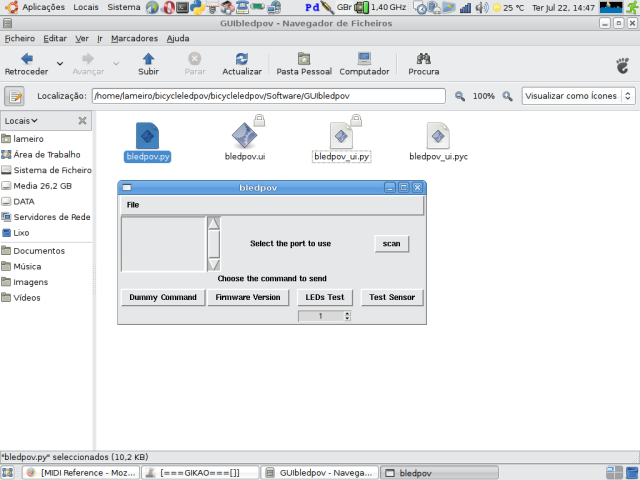 Aplicações Locais Sistema GBr 1,40 GHz 25 °C Ter Jul 22, 14:47
GUIbledpov - Navegador de Ficheiros
Ficheiro Editar Ver Ir Marcadores Ajuda
Retroceder Avançar Subir Parar Actualizar Pasta Pessoal Computador Procura
Localização: /home/lameiro/bicycleledpov/bicycleledpov/Software/GUIbledpov 100% Visualizar como Ícones
Locais
lameiro
Área de Trabalho
Sistema de Ficheiro
Media 26,2 GB
DATA
Servidores de Rede
Lixo
Documentos
Música
Imagens
Vídeos
bledpov.py bledpov.ui bledpov_ui.py bledpov_ui.pyc
bledpov
File
Select the port to use scan
Choose the command to send
Dummy Command Firmware Version LEDs Test Test Sensor
1
"bledpov.py" seleccionados (10,2 KB)
[MIDI Reference - Moz... [===GIKAO===[]] GUIbledpov - Navega... bledpov